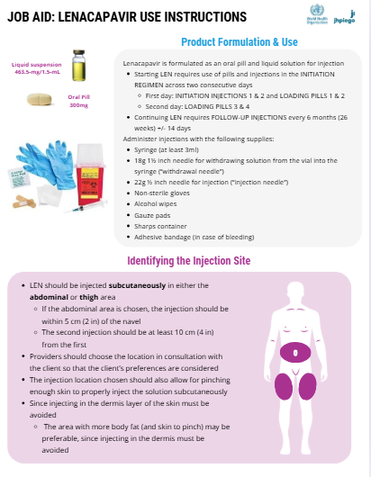 JOB AID: LENACAPAVIR USE INSTRUCTIONS
World Health Organization
jhpiego
Product Formulation & Use
Liquid suspension
463.5-mg/1.5-mL
Oral Pill
300mg
Lenacapavir is formulated as an oral pill and liquid solution for injection
• Starting LEN requires use of pills and injections in the INITIATION
REGIMEN across two consecutive days
○ First day: INITIATION INJECTIONS 1 & 2 and LOADING PILLS 1 & 2
○ Second day: LOADING PILLS 3 & 4
• Continuing LEN requires FOLLOW-UP INJECTIONS every 6 months (26
weeks) +/- 14 days
Administer injections with the following supplies:
• Syringe (at least 3ml)
• 18g 1½ inch needle for withdrawing solution from the vial into the
syringe ("withdrawal needle")
• 22g ½ inch needle for injection ("injection needle")
• Non-sterile gloves
• Alcohol wipes
• Gauze pads
• Sharps container
• Adhesive bandage (in case of bleeding)
Identifying the Injection Site
• LEN should be injected subcutaneously in either the
abdominal or thigh area
○ If the abdominal area is chosen, the injection should be
within 5 cm (2 in) of the navel
○ The second injection should be at least 10 cm (4 in)
from the first
• Providers should choose the location in consultation with
the client so that the client's preferences are considered
• The injection location chosen should also allow for pinching
enough skin to properly inject the solution subcutaneously
• Since injecting in the dermis layer of the skin must be
avoided
○ The area with more body fat (and skin to pinch) may be
preferable, since injecting in the dermis must be
avoided